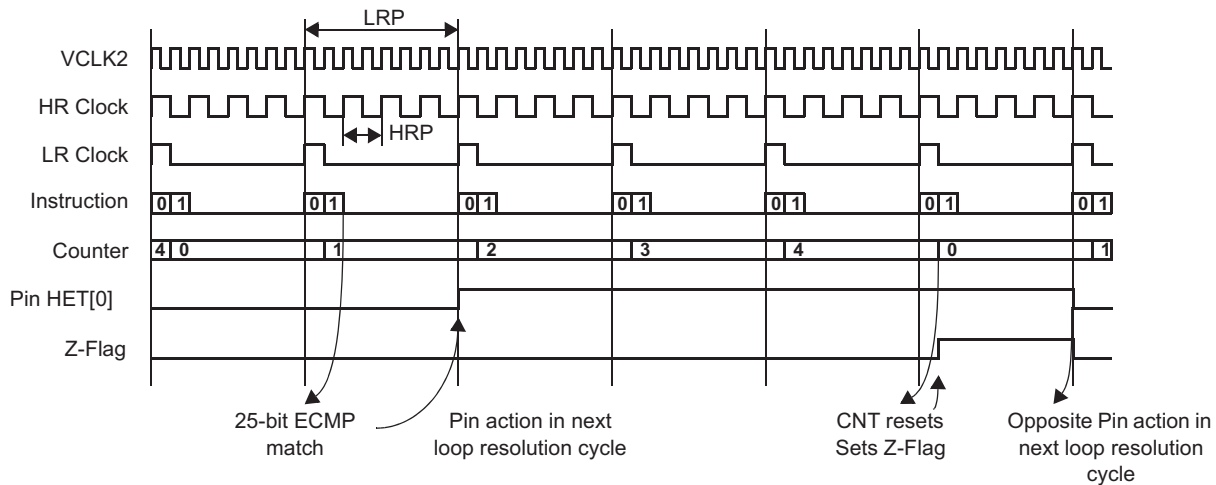 LRP
VCLK2
HR Clock
HRP
LR Clock
Instruction 0 1 0 1 0 1 0 1 0 1 0 1 0 1
Counter 4 0 1 2 3 4 0 1
Pin HET[0]
Z-Flag
25-bit ECMP
match
Pin action in next
loop resolution cycle
CNT resets
Sets Z-Flag
Opposite Pin action in
next loop resolution
cycle